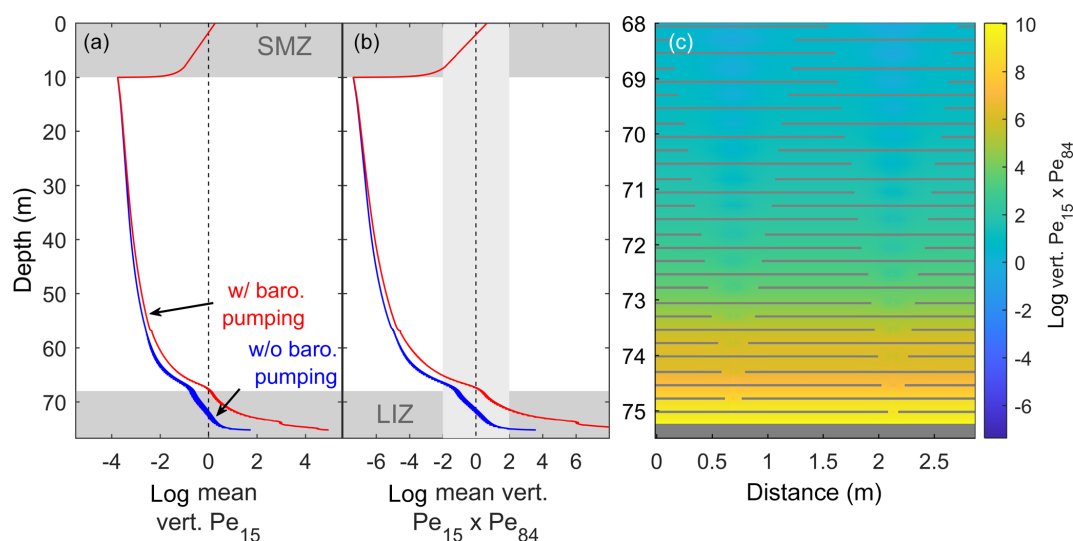 (a)
SMZ
(b)
(c)
0
10
20
30
40
50
60
70
Depth (m)
w/ baro.
pumping
w/o baro.
pumping
LIZ
-4 -2 0 2 4
Log mean
vert. Pe15
-6 -4 -2 0 2 4 6
Log mean vert.
Pe15 x Pe84
68
69
70
71
72
73
74
75
0 0.5 1 1.5 2 2.5
Distance (m)
10
8
6
4
2
0
-2
-4
-6
Log vert. Pe15 x Pe84